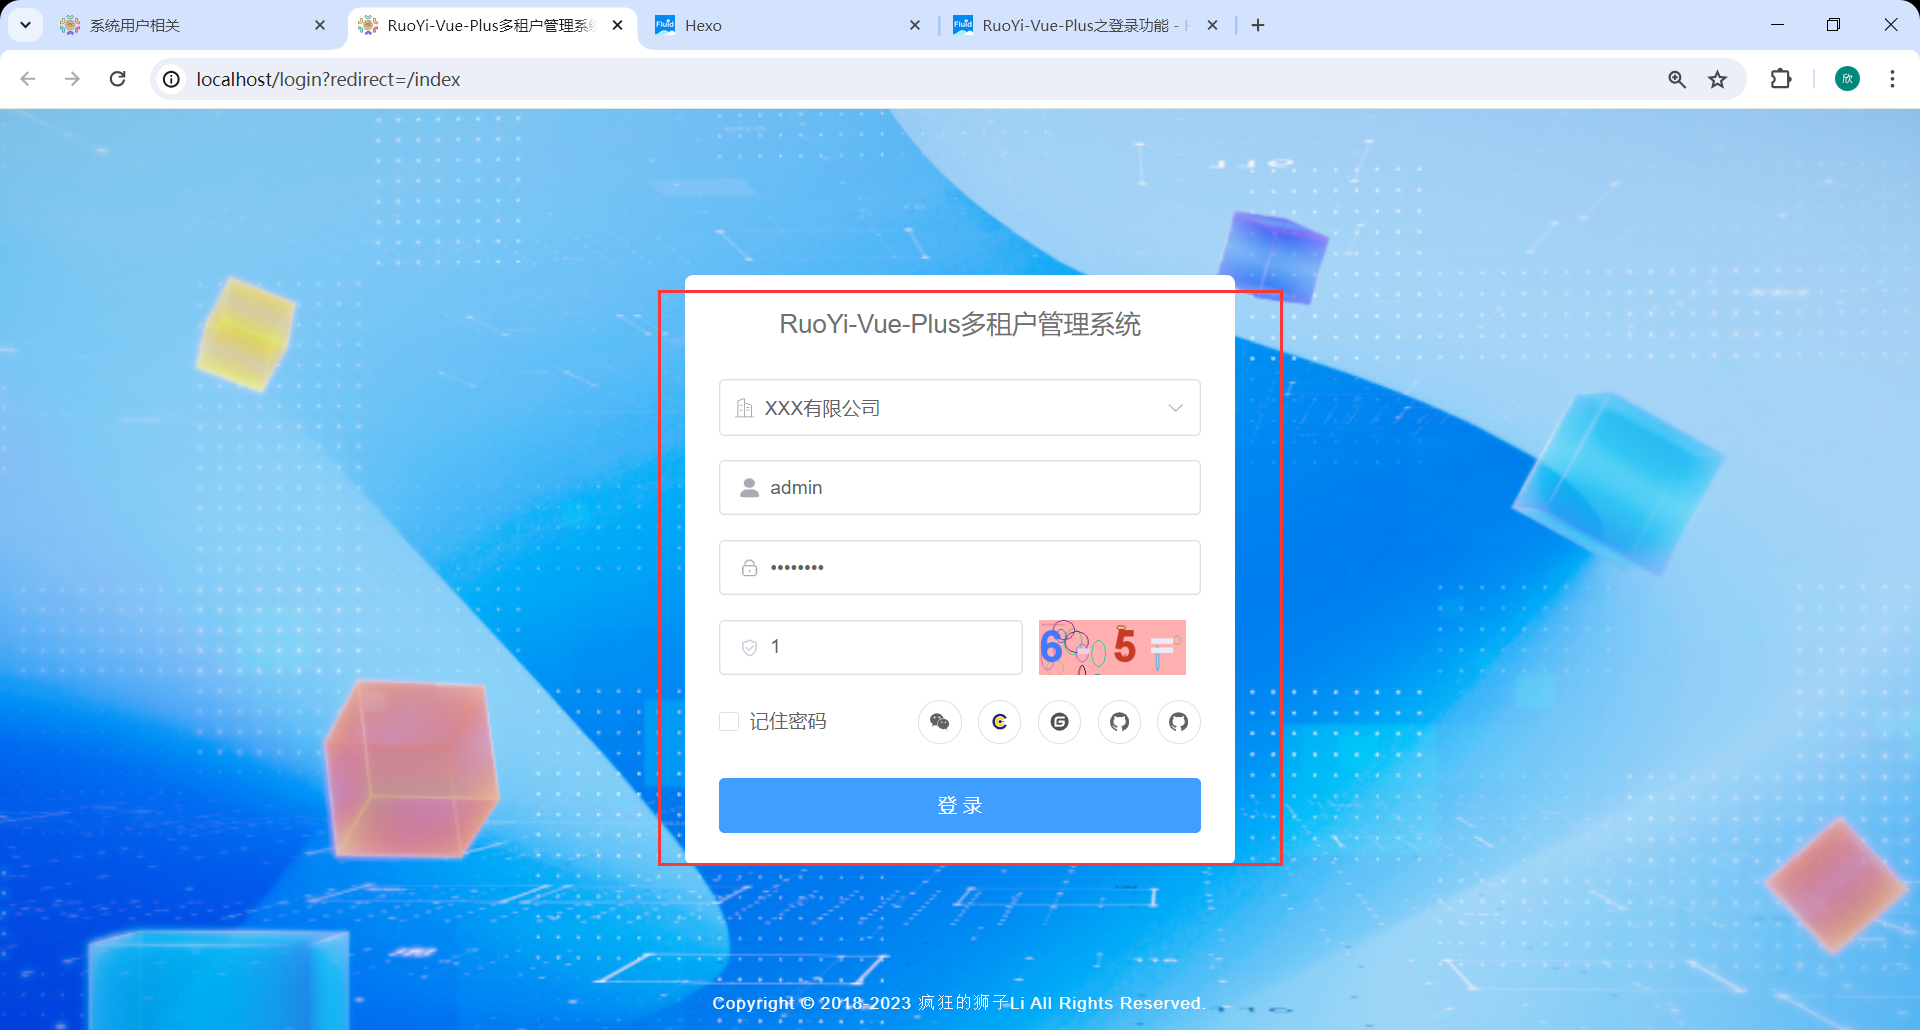 系统用户相关
RuoYi-Vue-Plus多租户管理系统
Hexo
RuoYi-Vue-Plus之登录功能 - H
localhost/login?redirect=/index
欣
RuoYi-Vue-Plus多租户管理系统
XXX有限公司
admin
••••••••
1
6 - 5 =
记住密码
登 录
Copyright © 2018-2023 疯狂的狮子Li All Rights Reserved.